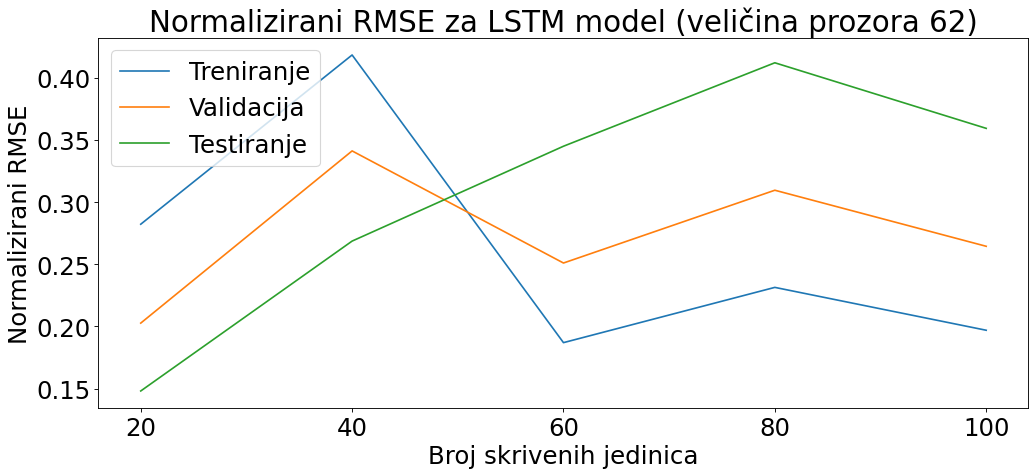 Normalizirani RMSE za LSTM model (veličina prozora 62)
Treniranje
Validacija
Testiranje
Normalizirani RMSE
0.40
0.35
0.30
0.25
0.20
0.15
20 40 60 80 100
Broj skrivenih jedinica